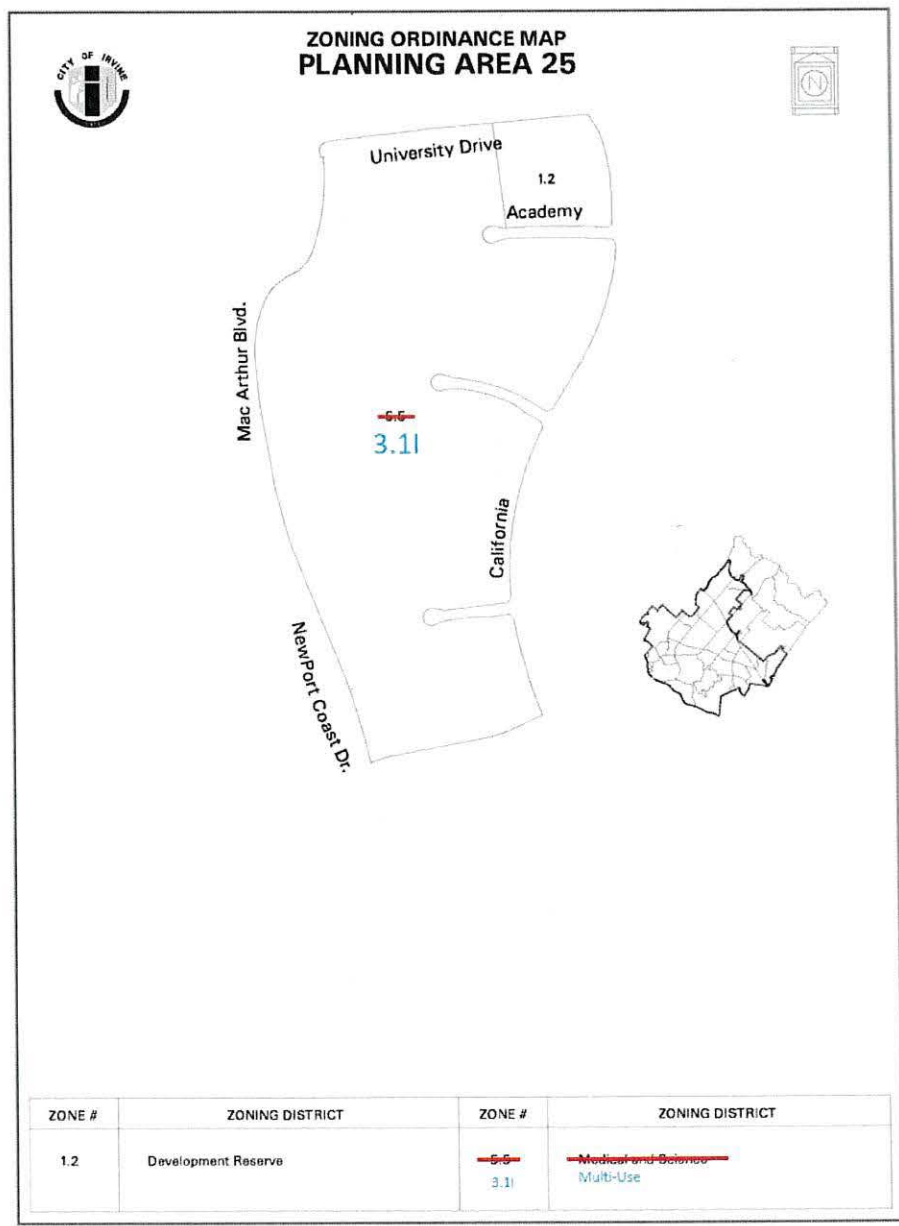 ZONING ORDINANCE MAP
PLANNING AREA 25
CITY OF IRVINE
N
University Drive
1.2
Academy
Mac Arthur Blvd.
5.5
3.1I
California
NewPort Coast Dr.
ZONE # ZONING DISTRICT ZONE # ZONING DISTRICT
1.2 Development Reserve 5.5 Medical and Science
3.1I Multi-Use